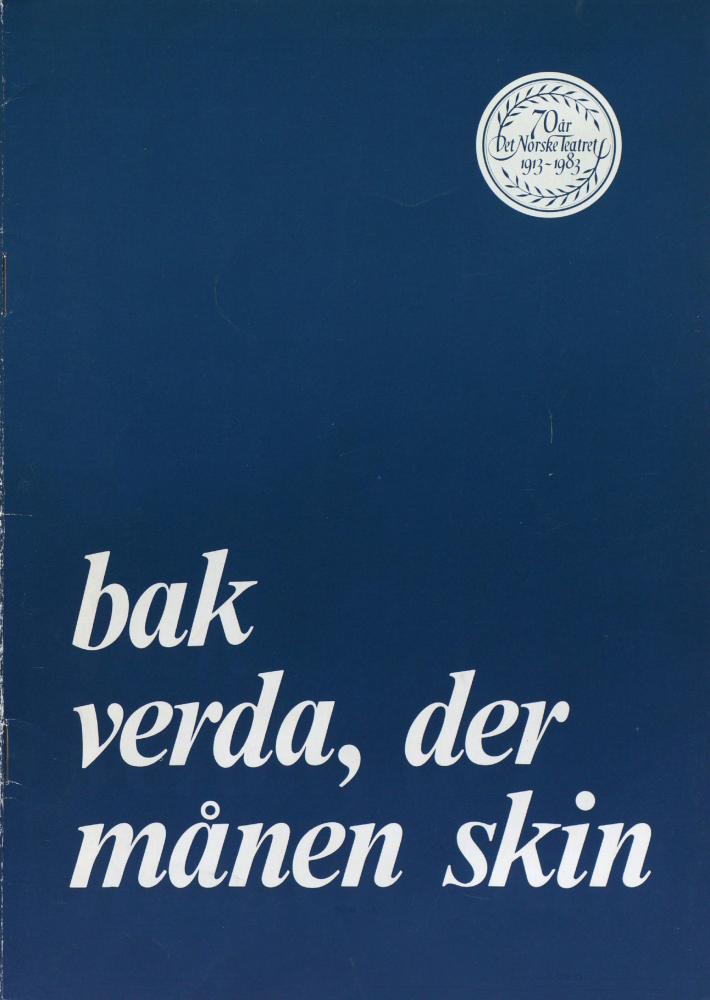 70 år
Det Norske Teatret
1913-1983
bak
verda, der
månen skin